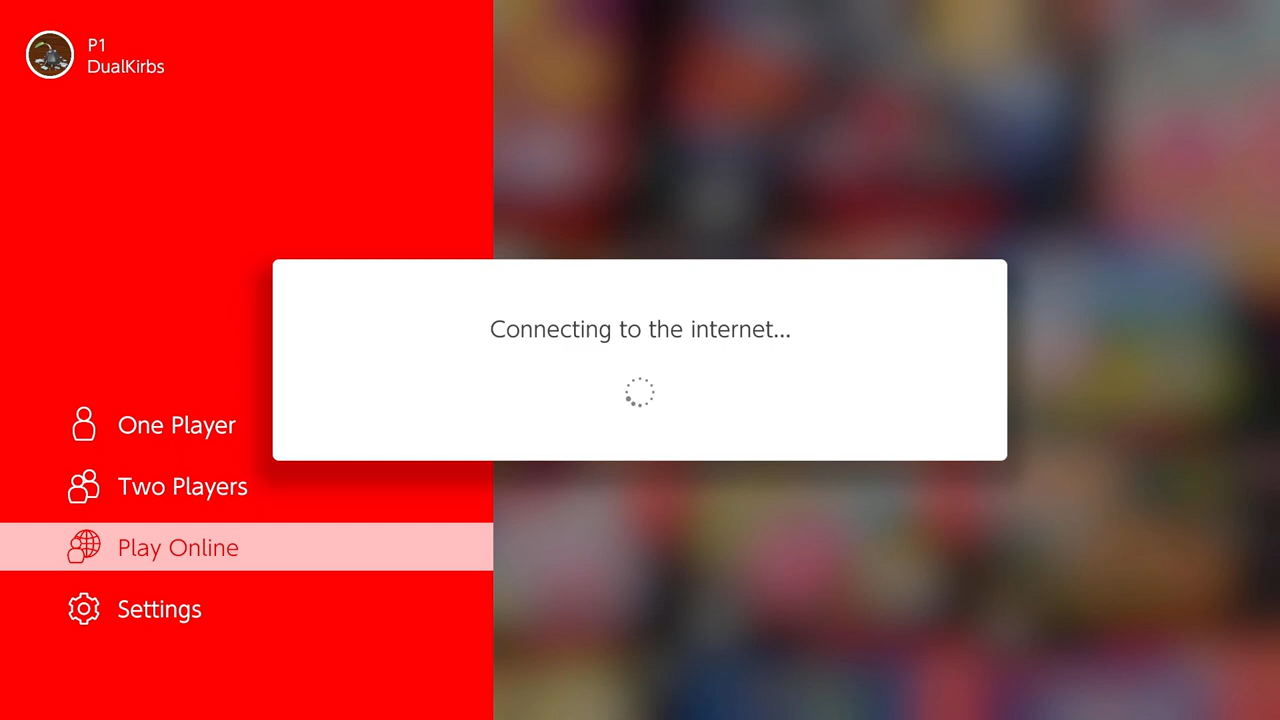 P1
DualKirbs
Connecting to the internet...
One Player
Two Players
Play Online
Settings